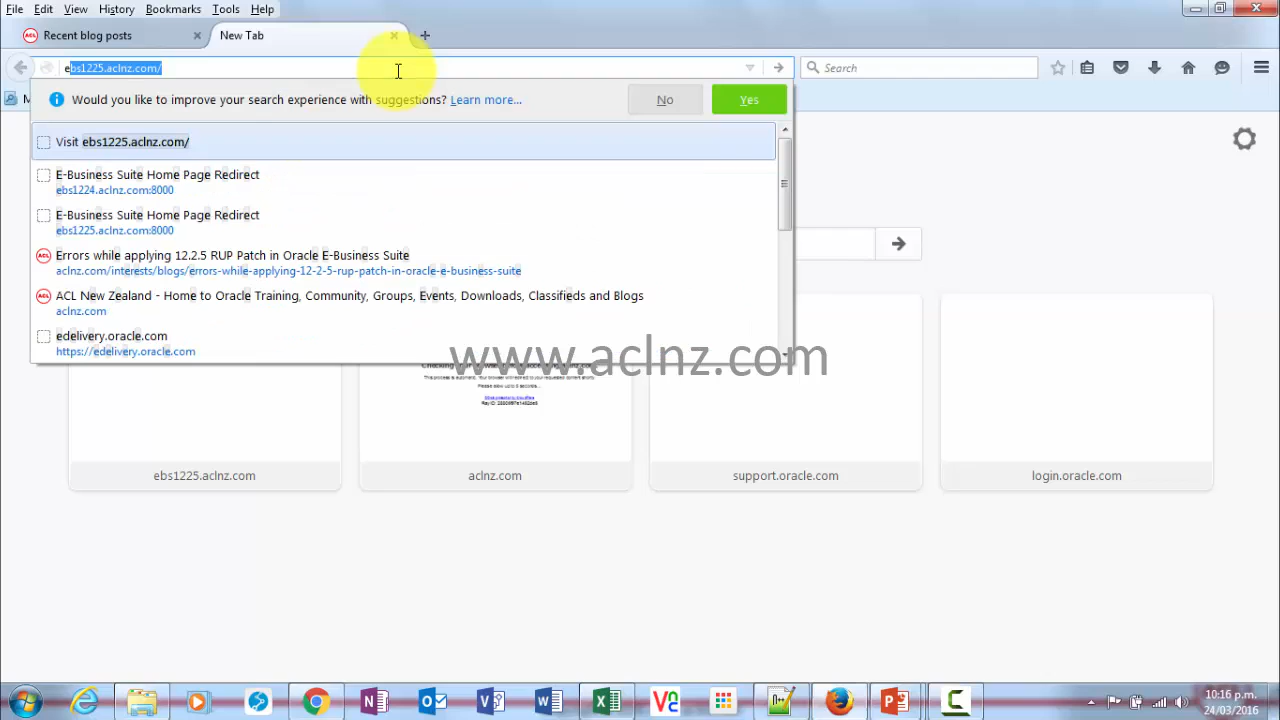 File Edit View History Bookmarks Tools Help
ACL Recent blog posts
New Tab
ebs1225.aclnz.com/
Search
Would you like to improve your search experience with suggestions? Learn more...
No
Yes
Visit ebs1225.aclnz.com/
E-Business Suite Home Page Redirect
ebs1224.aclnz.com:8000
E-Business Suite Home Page Redirect
ebs1225.aclnz.com:8000
ACL Errors while applying 12.2.5 RUP Patch in Oracle E-Business Suite
aclnz.com/interests/blogs/errors-while-applying-12-2-5-rup-patch-in-oracle-e-business-suite
ACL ACL New Zealand - Home to Oracle Training, Community, Groups, Events, Downloads, Classifieds and Blogs
aclnz.com
edelivery.oracle.com
https://edelivery.oracle.com
www.aclnz.com
ebs1225.aclnz.com
aclnz.com
support.oracle.com
login.oracle.com
10:16 p.m.
24/03/2016